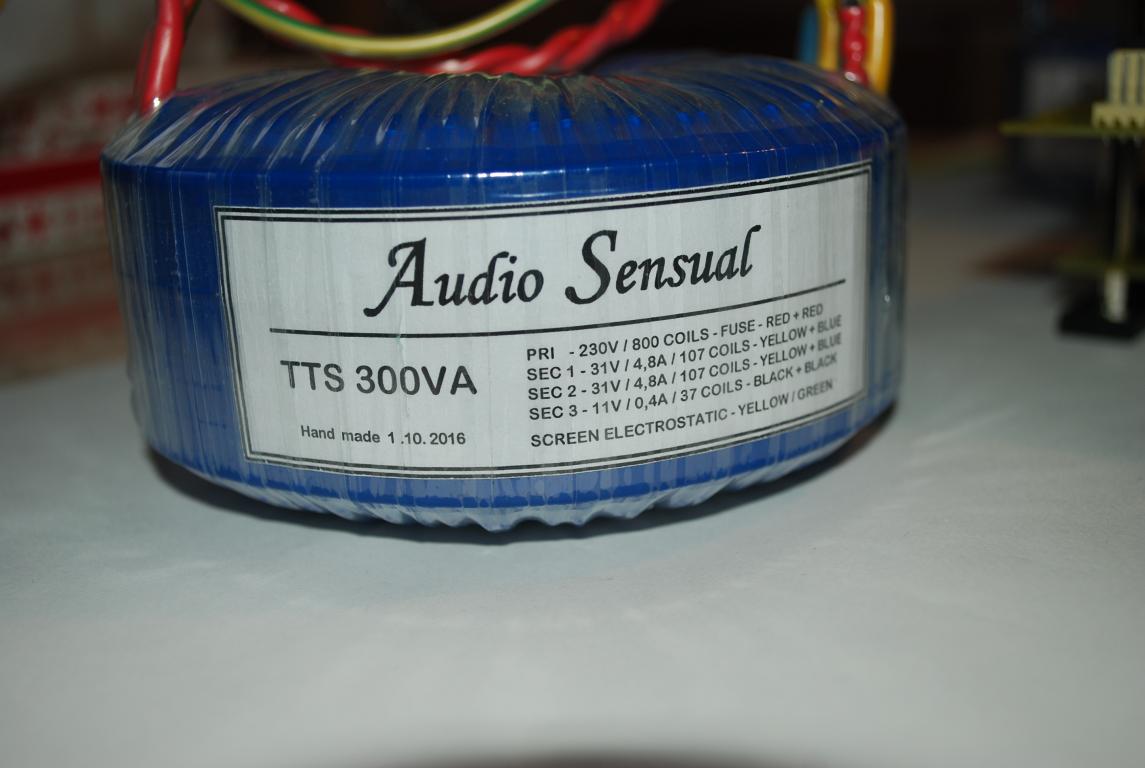 Audio Sensual
TTS 300VA
Hand made 1.10.2016
PRI - 230V / 800 COILS - FUSE - RED + RED
SEC 1 - 31V / 4,8A / 107 COILS - YELLOW + BLUE
SEC 2 - 31V / 4,8A / 107 COILS - YELLOW + BLUE
SEC 3 - 11V / 0,4A / 37 COILS - BLACK + BLACK
SCREEN ELECTROSTATIC - YELLOW / GREEN